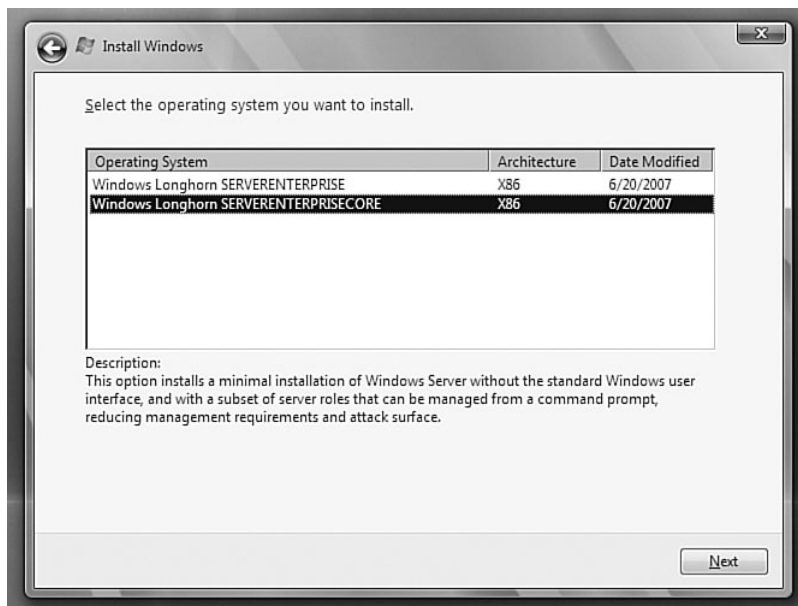 Install Windows
Select the operating system you want to install.
Operating System Architecture Date Modified
Windows Longhorn SERVERENTERPRISE X86 6/20/2007
Windows Longhorn SERVERENTERPRISECORE X86 6/20/2007
Description:
This option installs a minimal installation of Windows Server without the standard Windows user
interface, and with a subset of server roles that can be managed from a command prompt,
reducing management requirements and attack surface.
Next